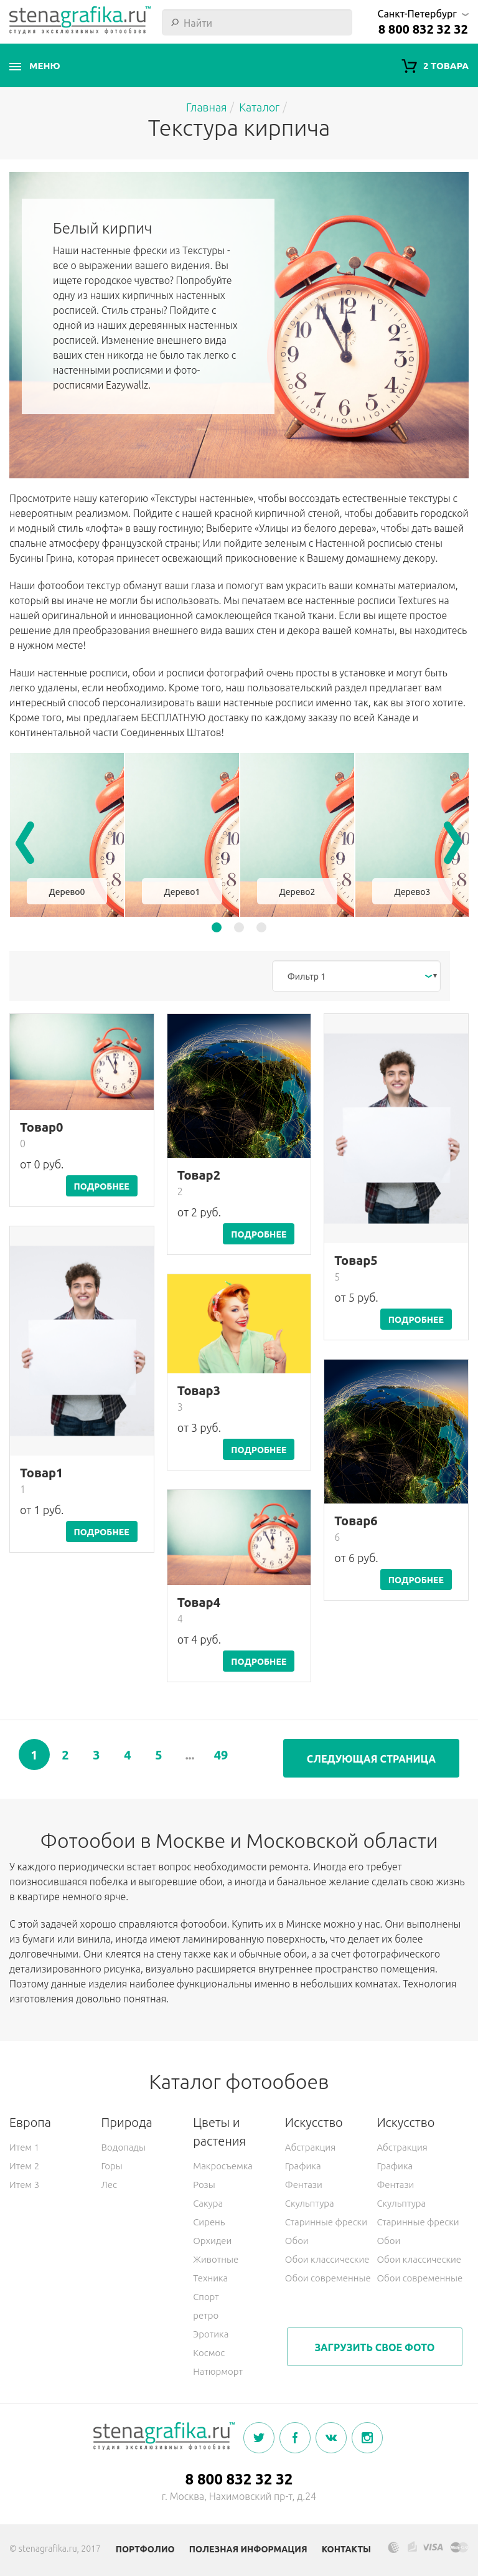 stenagrafika.ru™
студия эксклюзивных фотообоев
Найти
Санкт-Петербург
8 800 832 32 32
МЕНЮ
2 ТОВАРА
Главная / Каталог /
Текстура кирпича
Белый кирпич
Наши настенные фрески из Текстуры -
все о выражении вашего видения. Вы
ищете городское чувство? Попробуйте
одну из наших кирпичных настенных
росписей. Стиль страны? Пойдите с
одной из наших деревянных настенных
росписей. Изменение внешнего вида
ваших стен никогда не было так легко с
настенными росписями и фото-
росписями Eazywallz.
Просмотрите нашу категорию «Текстуры настенные», чтобы воссоздать естественные текстуры с
невероятным реализмом. Пойдите с нашей красной кирпичной стеной, чтобы добавить городской
и модный стиль «лофта» в вашу гостиную; Выберите «Улицы из белого дерева», чтобы дать вашей
спальне атмосферу французской страны; Или пойдите зеленым с Настенной росписью стены
Бусины Грина, которая принесет освежающий прикосновение к Вашему домашнему декору.
Наши фотообои текстур обманут ваши глаза и помогут вам украсить ваши комнаты материалом,
который вы иначе не могли бы использовать. Мы печатаем все настенные росписи Textures на
нашей оригинальной и инновационной самоклеющейся тканой ткани. Если вы ищете простое
решение для преобразования внешнего вида ваших стен и декора вашей комнаты, вы находитесь
в нужном месте!
Наши настенные росписи, обои и росписи фотографий очень просты в установке и могут быть
легко удалены, если необходимо. Кроме того, наш пользовательский раздел предлагает вам
интересный способ персонализировать ваши настенные росписи именно так, как вы этого хотите.
Кроме того, мы предлагаем БЕСПЛАТНУЮ доставку по каждому заказу по всей Канаде и
континентальной части Соединенных Штатов!
Дерево0
Дерево1
Дерево2
Дерево3
Фильтр 1
Товар0
0
от 0 руб.
ПОДРОБНЕЕ
Товар1
1
от 1 руб.
ПОДРОБНЕЕ
Товар2
2
от 2 руб.
ПОДРОБНЕЕ
Товар3
3
от 3 руб.
ПОДРОБНЕЕ
Товар4
4
от 4 руб.
ПОДРОБНЕЕ
Товар5
5
от 5 руб.
ПОДРОБНЕЕ
Товар6
6
от 6 руб.
ПОДРОБНЕЕ
1 2 3 4 5 ... 49
СЛЕДУЮЩАЯ СТРАНИЦА
Фотообои в Москве и Московской области
У каждого периодически встает вопрос необходимости ремонта. Иногда его требует
поизносившаяся побелка и выгоревшие обои, а иногда и банальное желание сделать свою жизнь
в квартире немного ярче.
С этой задачей хорошо справляются фотообои. Купить их в Минске можно у нас. Они выполнены
из бумаги или винила, иногда имеют ламинированную поверхность, что делает их более
долговечными. Они клеятся на стену также как и обычные обои, а за счет фотографического
детализированного рисунка, визуально расширяется внутреннее пространство помещения.
Поэтому данные изделия наиболее функциональны именно в небольших комнатах. Технология
изготовления довольно понятная.
Каталог фотообоев
Европа
Итем 1
Итем 2
Итем 3
Природа
Водопады
Горы
Лес
Цветы и
растения
Макросъемка
Розы
Сакура
Сирень
Орхидеи
Животные
Техника
Спорт
ретро
Эротика
Космос
Натюрморт
Искусство
Абстракция
Графика
Фентази
Скульптура
Старинные фрески
Обои
Обои классические
Обои современные
Искусство
Абстракция
Графика
Фентази
Скульптура
Старинные фрески
Обои
Обои классические
Обои современные
ЗАГРУЗИТЬ СВОЕ ФОТО
stenagrafika.ru™
студия эксклюзивных фотообоев
8 800 832 32 32
г. Москва, Нахимовский пр-т, д.24
© stenagrafika.ru, 2017
ПОРТФОЛИО
ПОЛЕЗНАЯ ИНФОРМАЦИЯ
КОНТАКТЫ
VISA